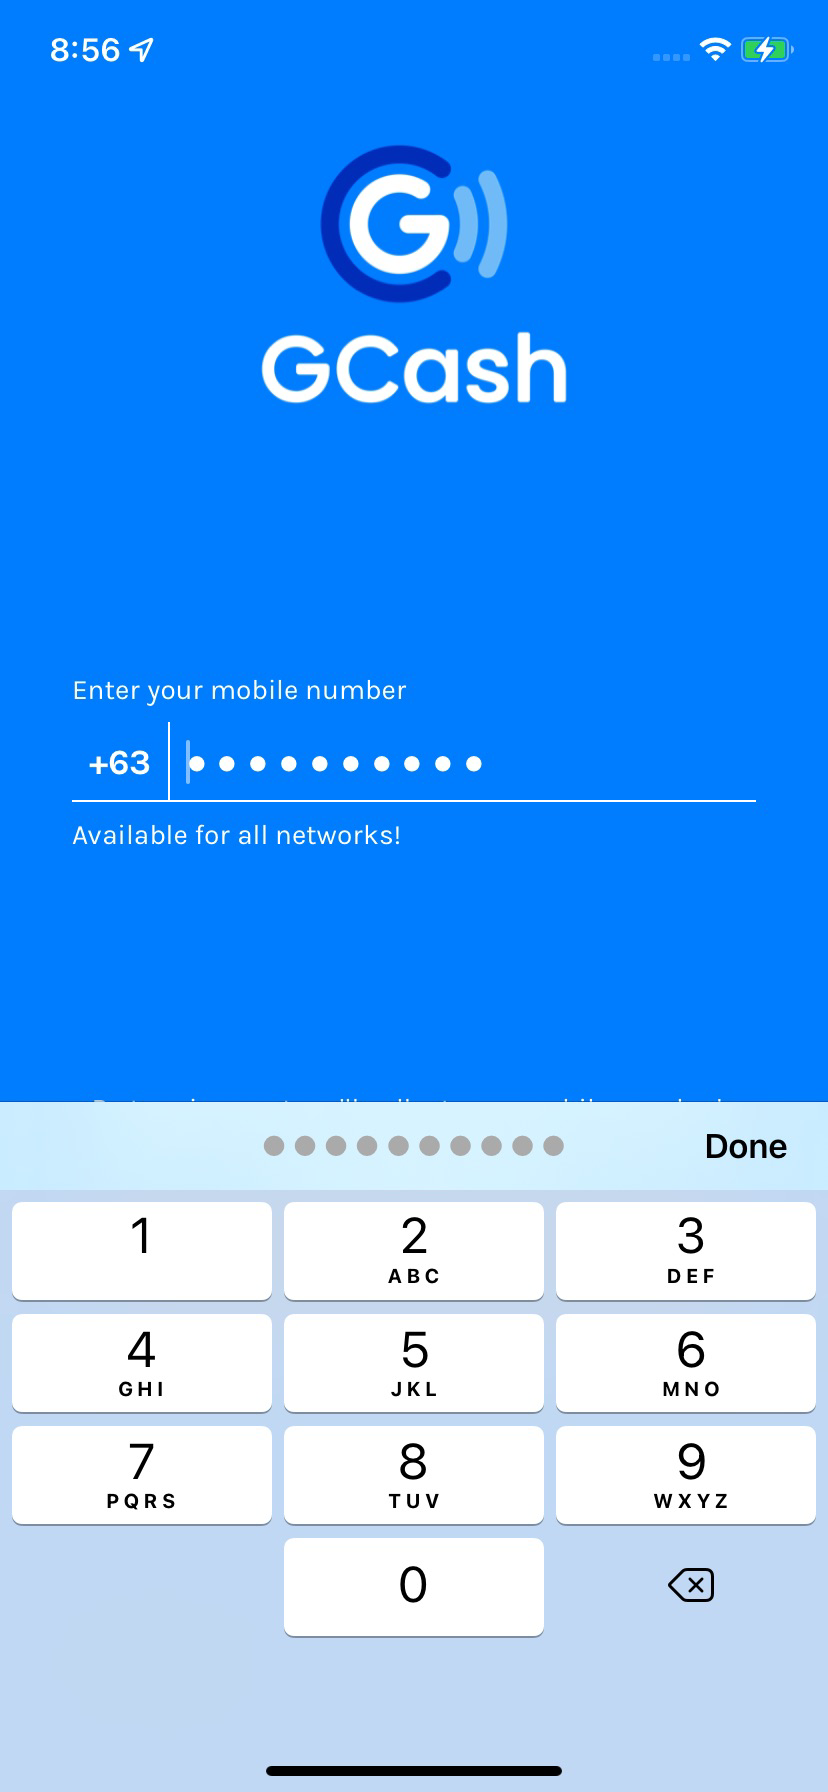 8:56
GCash
Enter your mobile number
+63
Available for all networks!
Done
1
2
ABC
3
DEF
4
GHI
5
JKL
6
MNO
7
PQRS
8
TUV
9
WXYZ
0